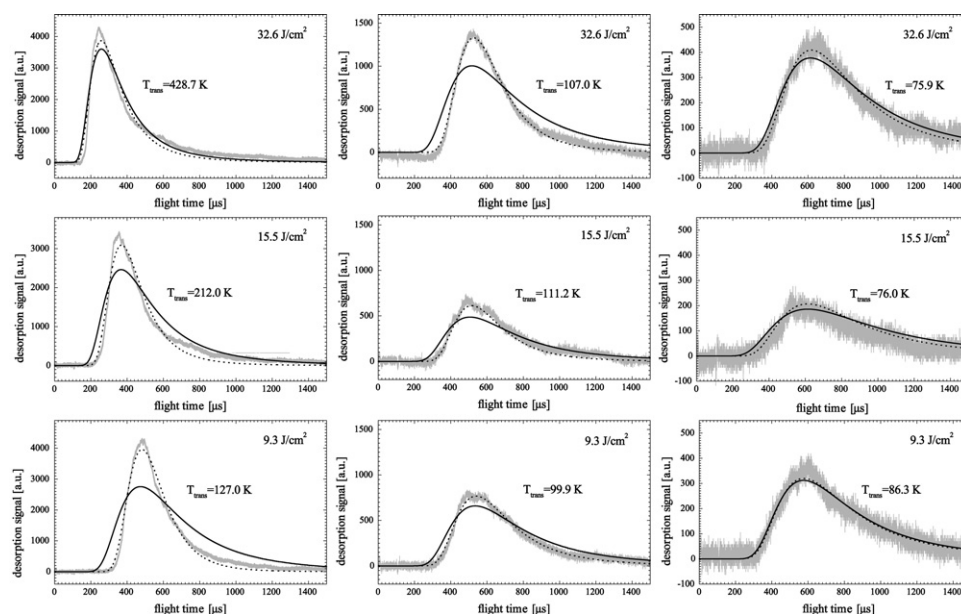 desorption signal [a.u.]
4000
3000
2000
1000
0
32.6 J/cm²
T_trans=428.7 K
0 200 400 600 800 1000 1200 1400
flight time [µs]
desorption signal [a.u.]
1500
1000
500
0
32.6 J/cm²
T_trans=107.0 K
0 200 400 600 800 1000 1200 1400
flight time [µs]
desorption signal [a.u.]
500
400
300
200
100
0
-100
32.6 J/cm²
T_trans=75.9 K
0 200 400 600 800 1000 1200 1400
flight time [µs]
desorption signal [a.u.]
3000
2000
1000
0
15.5 J/cm²
T_trans=212.0 K
0 200 400 600 800 1000 1200 1400
flight time [µs]
desorption signal [a.u.]
1500
1000
500
0
15.5 J/cm²
T_trans=111.2 K
0 200 400 600 800 1000 1200 1400
flight time [µs]
desorption signal [a.u.]
400
300
200
100
0
-100
15.5 J/cm²
T_trans=76.0 K
0 200 400 600 800 1000 1200 1400
flight time [µs]
desorption signal [a.u.]
4000
3000
2000
1000
0
9.3 J/cm²
T_trans=127.0 K
0 200 400 600 800 1000 1200 1400
flight time [µs]
desorption signal [a.u.]
1500
1000
500
0
9.3 J/cm²
T_trans=99.9 K
0 200 400 600 800 1000 1200 1400
flight time [µs]
desorption signal [a.u.]
400
300
200
100
0
-100
9.3 J/cm²
T_trans=86.3 K
0 200 400 600 800 1000 1200 1400
flight time [µs]